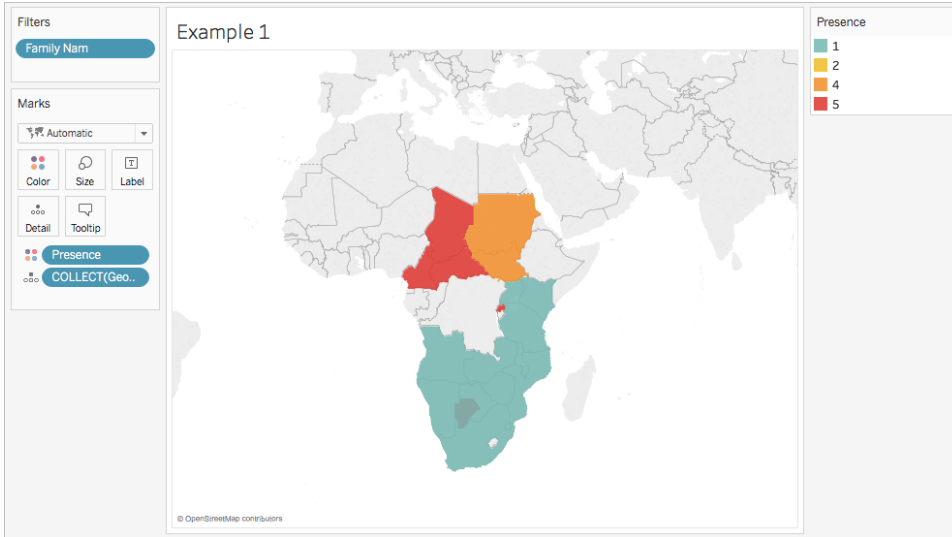 Filters
Family Nam
Marks
Automatic
Color
Size
Label
T
Detail
Tooltip
Presence
COLLECT(Geo..
Example 1
© OpenStreetMap contributors
Presence
1
2
4
5